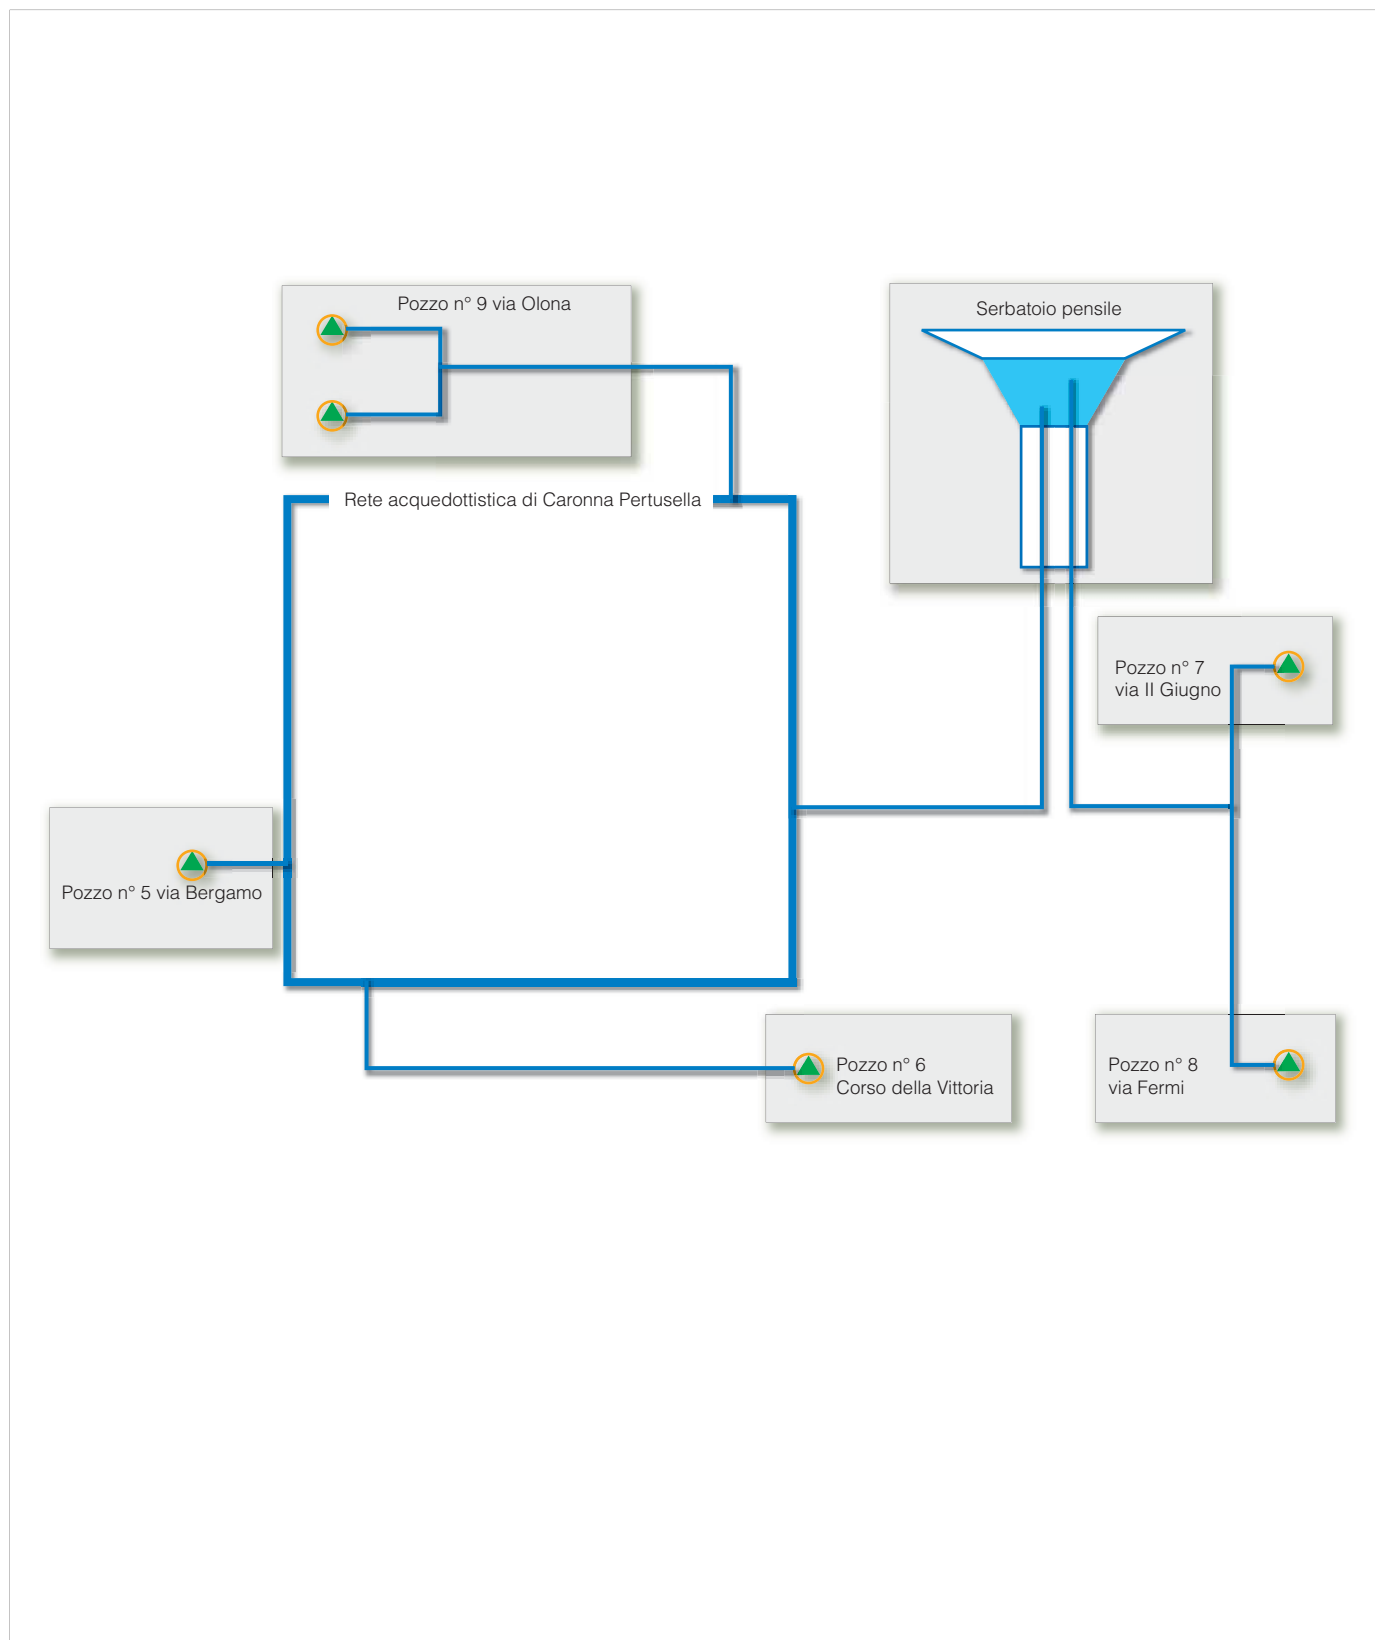 Pozzo n° 9 via Olona
Serbatoio pensile
Rete acquedottistica di Caronna Pertusella
Pozzo n° 7
via II Giugno
Pozzo n° 5 via Bergamo
Pozzo n° 6
Corso della Vittoria
Pozzo n° 8
via Fermi